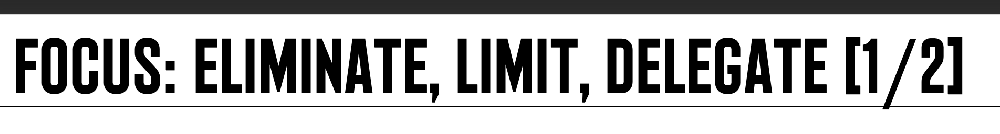 FOCUS: ELIMINATE, LIMIT, DELEGATE [1/2]